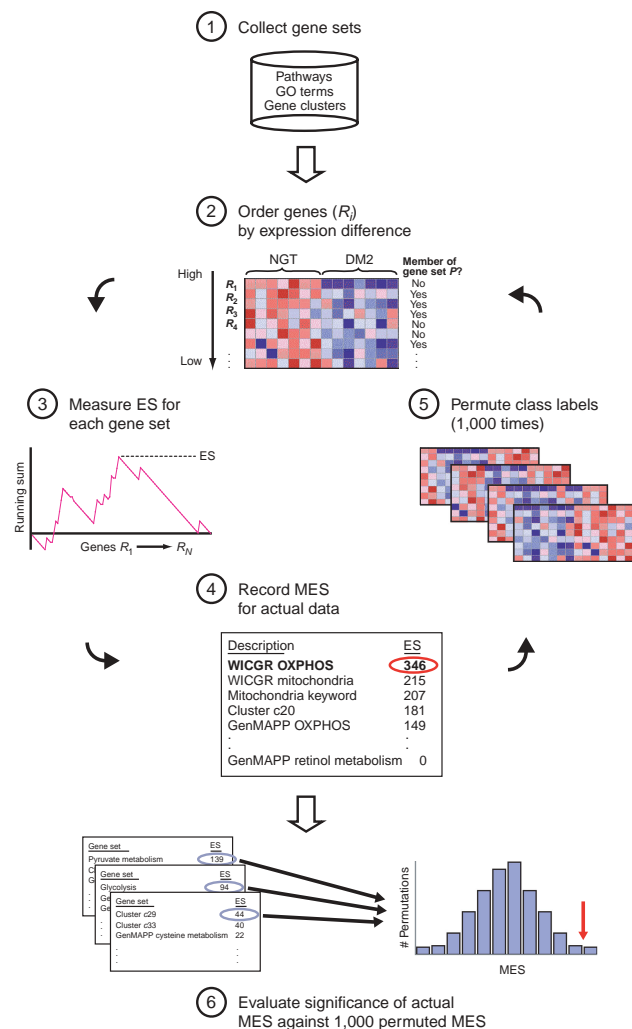 1 Collect gene sets
Pathways
GO terms
Gene clusters
2 Order genes (Ri)
by expression difference
NGT DM2 Member of
gene set P?
High
R1 No
Yes
R2 Yes
R3 Yes
R4 No
No
Yes
Low
3 Measure ES for
each gene set
ES
Running sum
Genes R1 RN
5 Permute class labels
(1,000 times)
4 Record MES
for actual data
Description ES
WICGR OXPHOS 346
WICGR mitochondria 215
Mitochondria keyword 207
Cluster c20 181
GenMAPP OXPHOS 149
. .
. .
GenMAPP retinol metabolism 0
Gene set ES
Pyruvate metabolism 139
C
G
Gene set ES
Glycolysis 94
Ge
Ge
Gene set ES
Cluster c29 44
Cluster c33 40
GenMAPP cysteine metabolism 22
# Permutations
MES
6 Evaluate significance of actual
MES against 1,000 permuted MES